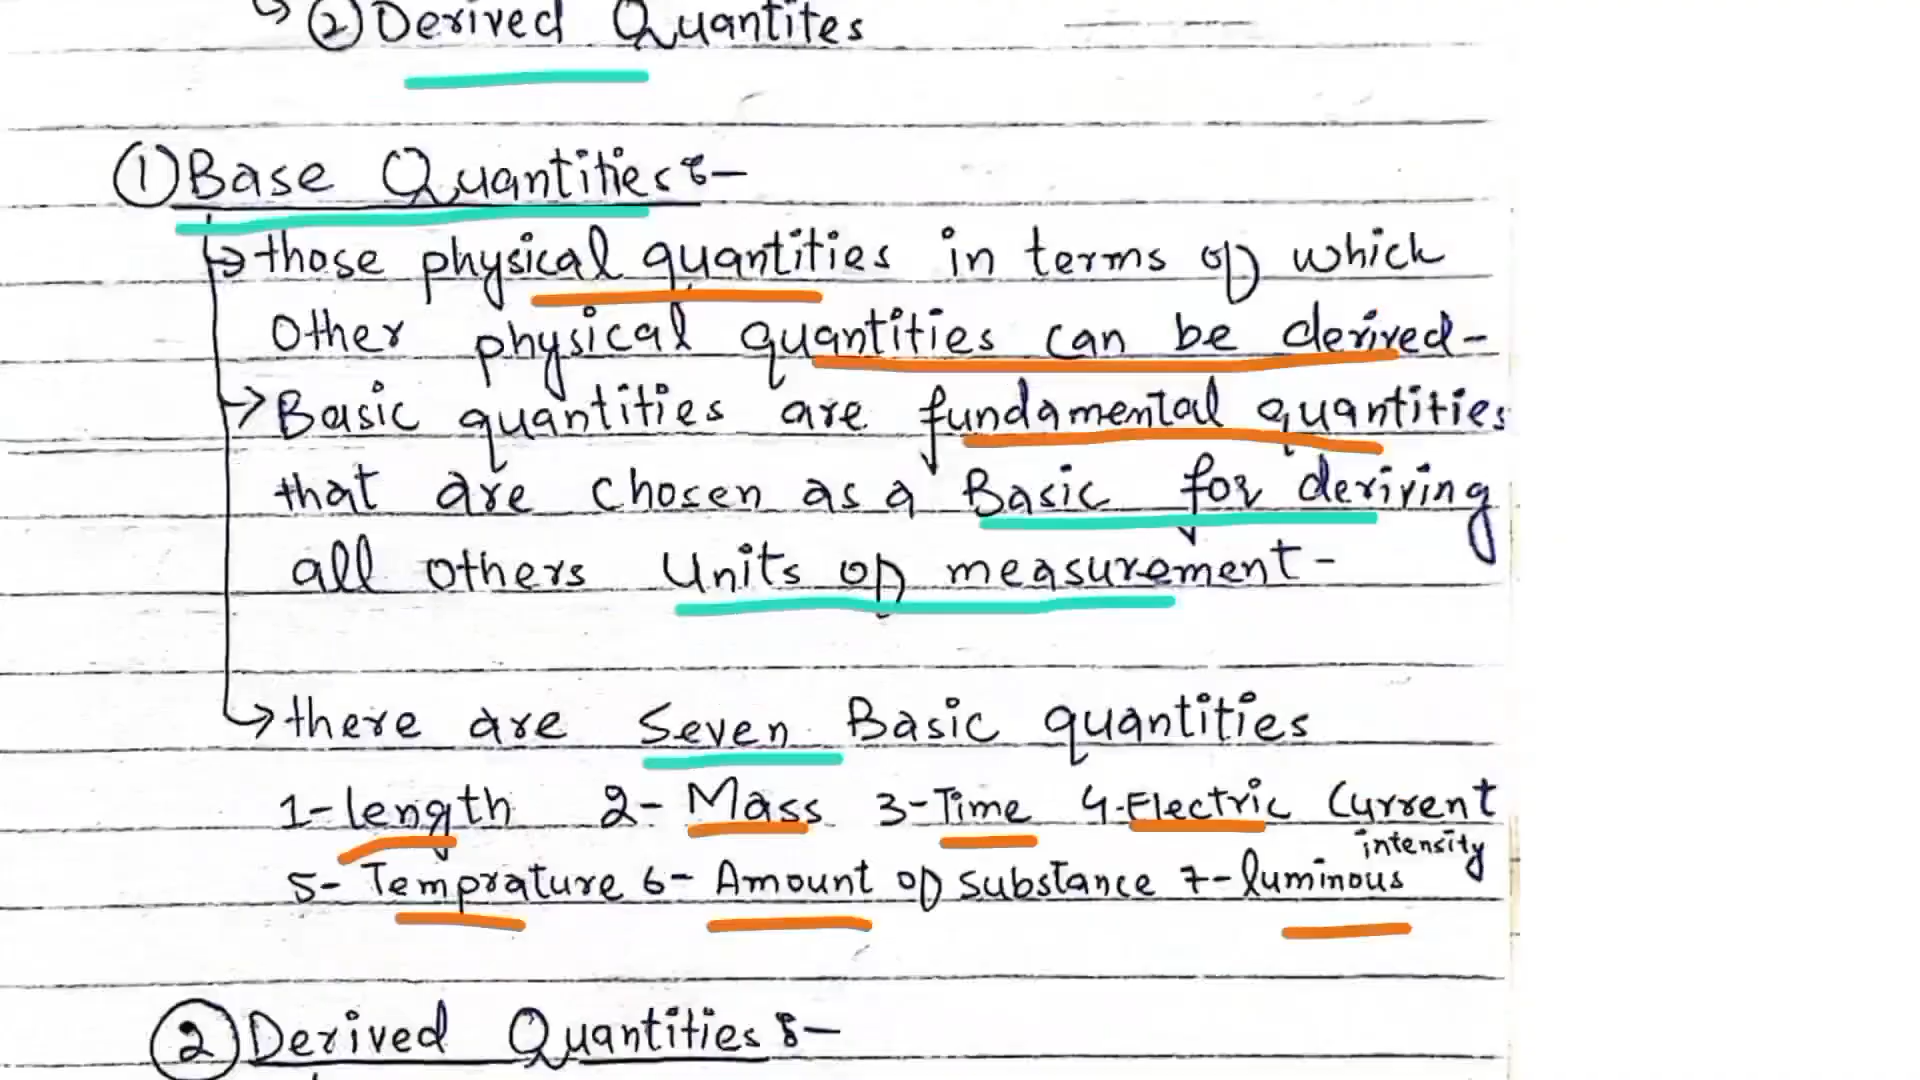 ② Derived Quantites
① Base Quantities :-
→ those physical quantities in terms of which
Other physical quantities can be derived-
→ Basic quantities are fundamental quantities
that are chosen as a Basic for deriving
all others Units of measurement-
→ there are Seven Basic quantities
1- length 2- Mass 3- Time 4- Electric Current
5- Temprature 6- Amount of substance 7- luminous intensity
② Derived Quantities :-